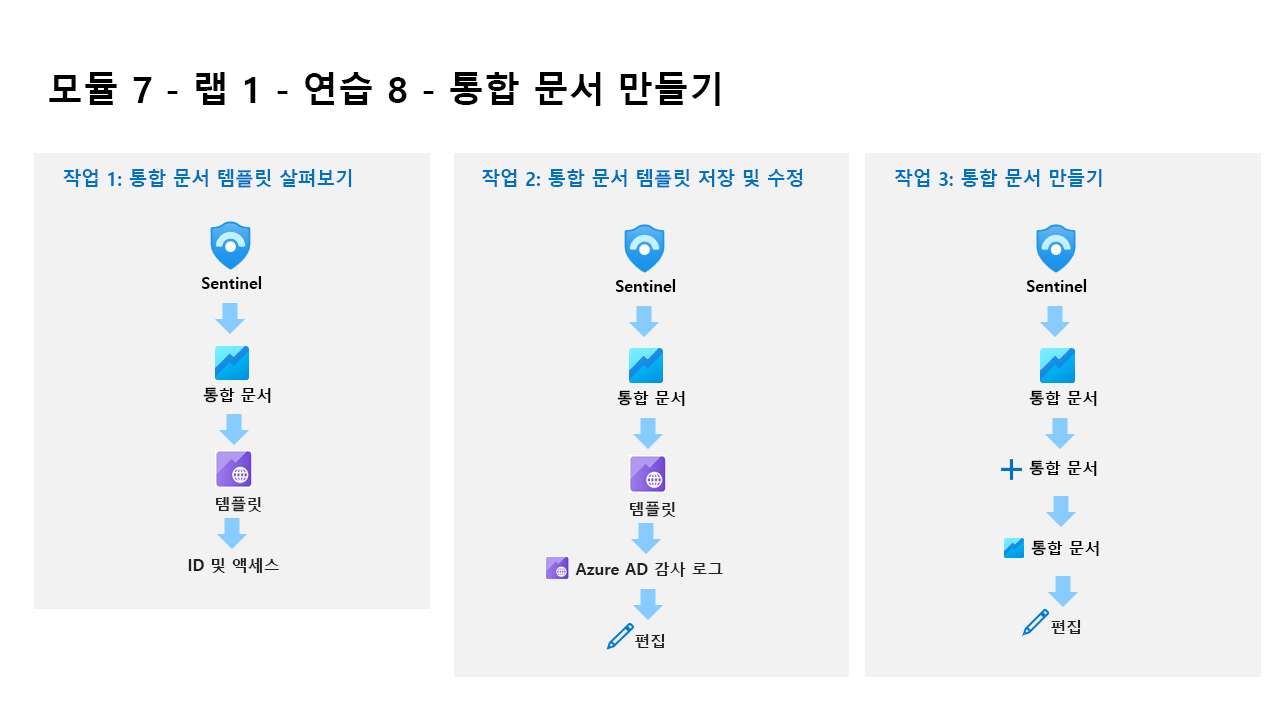 모듈 7 - 랩 1 - 연습 8 - 통합 문서 만들기
작업 1: 통합 문서 템플릿 살펴보기
Sentinel
통합 문서
템플릿
ID 및 액세스
작업 2: 통합 문서 템플릿 저장 및 수정
Sentinel
통합 문서
템플릿
Azure AD 감사 로그
편집
작업 3: 통합 문서 만들기
Sentinel
통합 문서
통합 문서
통합 문서
편집